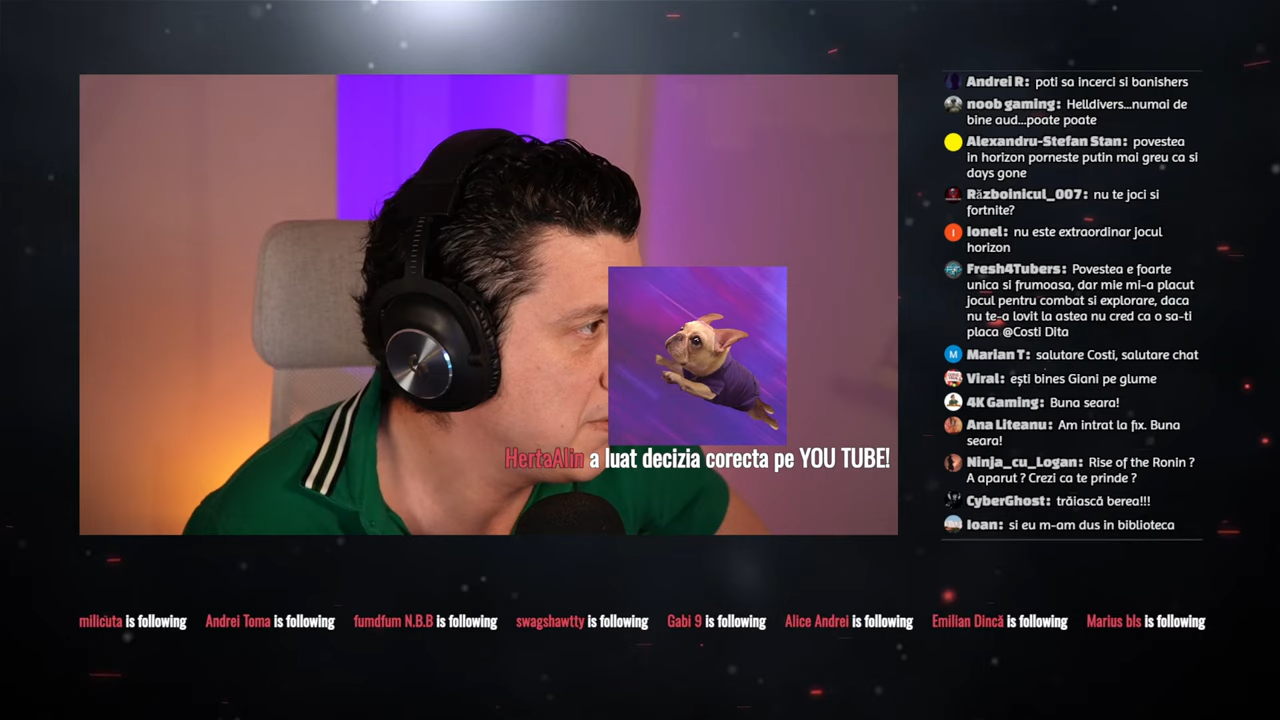 Andrei R: poti sa incerci si banishers
noob gaming: Helldivers...numai de
bine aud...poate poate
Alexandru-Stefan Stan: povestea
in horizon porneste putin mai greu ca si
days gone
Războinicul_007: nu te joci si
fortnite?
I
Ionel: nu este extraordinar jocul
horizon
Fresh4Tubers: Povestea e foarte
unica si frumoasa, dar mie mi-a placut
jocul pentru combat si explorare, daca
nu te-a lovit la astea nu cred ca o sa-ti
placa @Costi Dita
M
Marian T: salutare Costi, salutare chat
Viral: ești bines Giani pe glume
4K Gaming: Buna seara!
Ana Liteanu: Am intrat la fix. Buna
seara!
Ninja_cu_Logan: Rise of the Ronin ?
A aparut ? Crezi ca te prinde ?
CyberGhost: trăiască berea!!!
Ioan: si eu m-am dus in biblioteca
HertaAlin a luat decizia corecta pe YOU TUBE!
milicuta is following Andrei Toma is following fumdfum N.B.B is following swagshawtty is following Gabi 9 is following Alice Andrei is following Emilian Dincă is following Marius bls is following